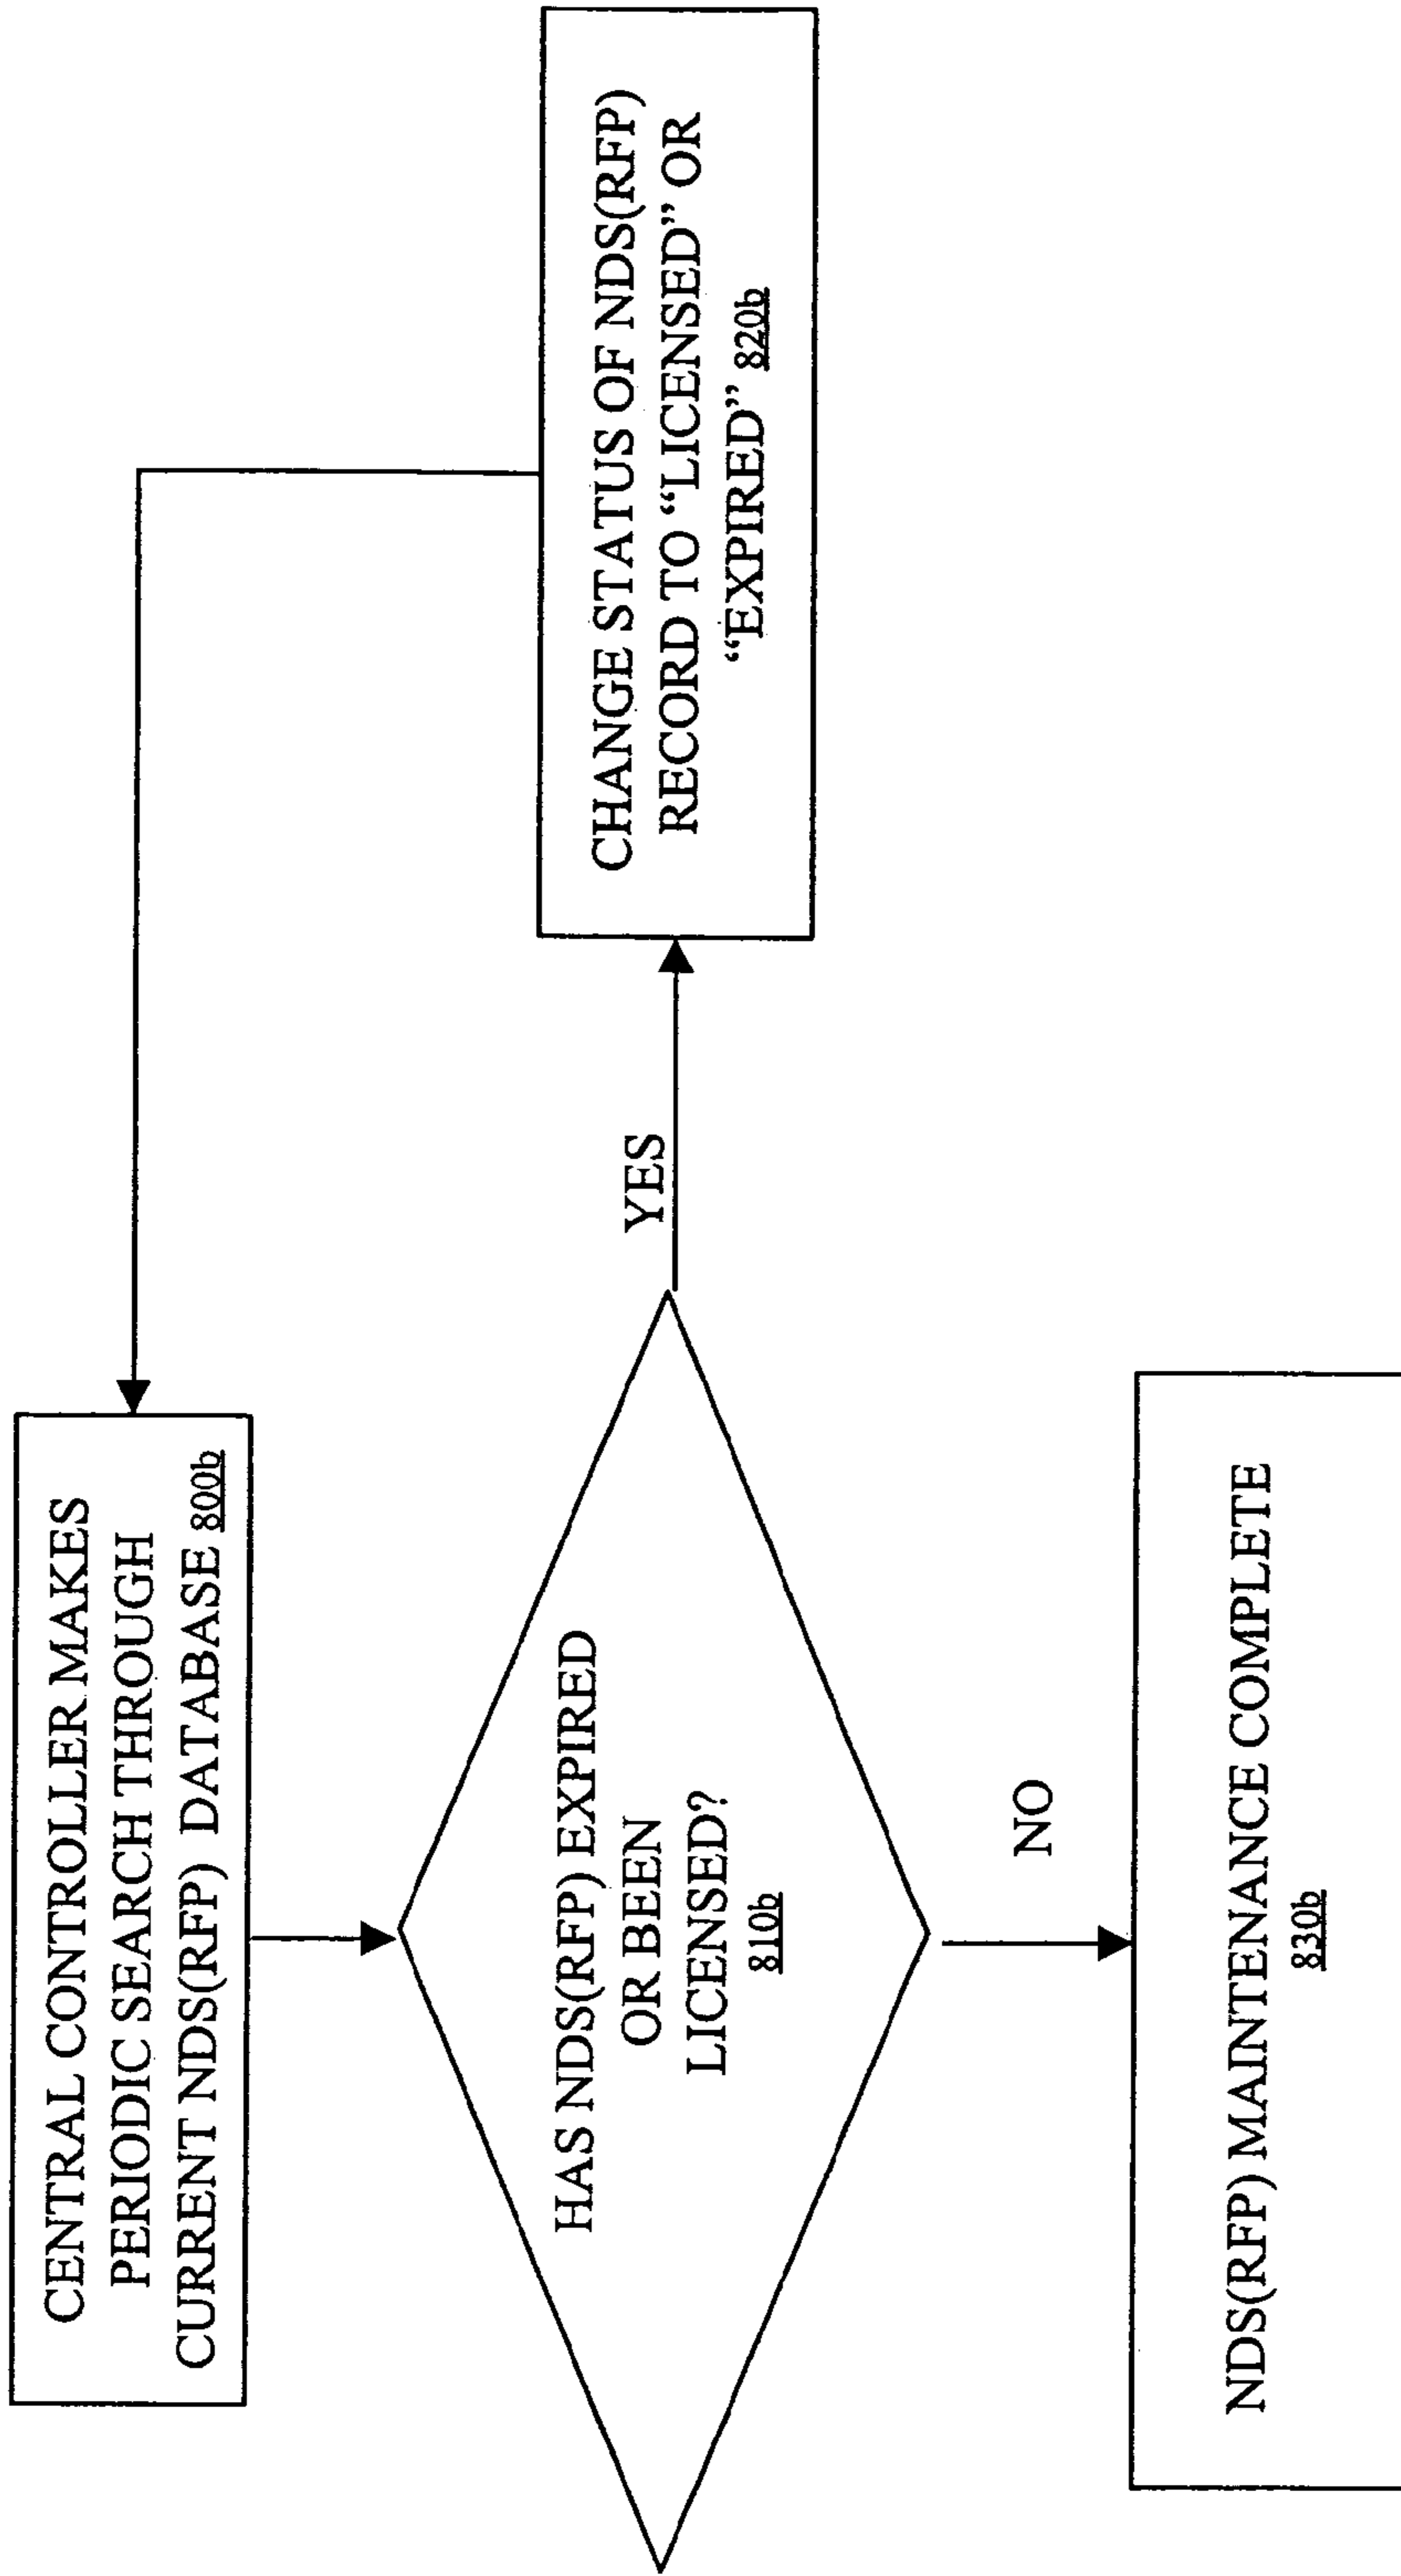 CENTRAL CONTROLLER MAKES
PERIODIC SEARCH THROUGH
CURRENT NDS(RFP) DATABASE 800b
HAS NDS(RFP) EXPIRED
OR BEEN
LICENSED?
810b
YES
CHANGE STATUS OF NDS(RFP)
RECORD TO “LICENSED” OR
“EXPIRED” 820b
NO
NDS(RFP) MAINTENANCE COMPLETE
830b